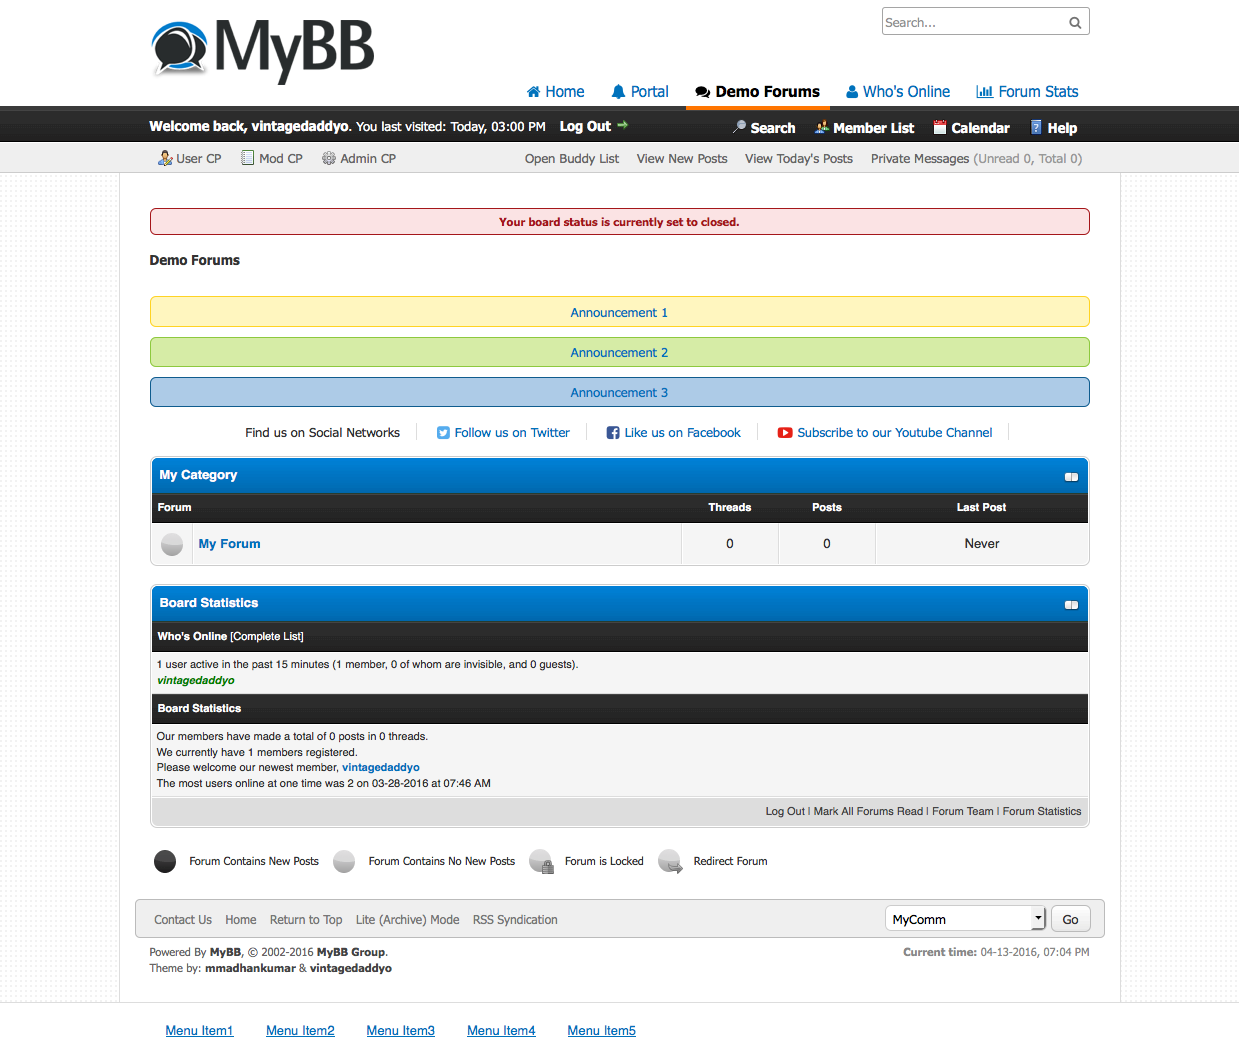 MyBB
Search...
Home Portal Demo Forums Who's Online Forum Stats
Welcome back, vintagedaddyo. You last visited: Today, 03:00 PM Log Out Search Member List Calendar Help
User CP Mod CP Admin CP Open Buddy List View New Posts View Today's Posts Private Messages (Unread 0, Total 0)
Your board status is currently set to closed.
Demo Forums
Announcement 1
Announcement 2
Announcement 3
Find us on Social Networks Follow us on Twitter Like us on Facebook Subscribe to our Youtube Channel
My Category
Forum Threads Posts Last Post
My Forum 0 0 Never
Board Statistics
Who's Online [Complete List]
1 user active in the past 15 minutes (1 member, 0 of whom are invisible, and 0 guests).
vintagedaddyo
Board Statistics
Our members have made a total of 0 posts in 0 threads.
We currently have 1 members registered.
Please welcome our newest member, vintagedaddyo
The most users online at one time was 2 on 03-28-2016 at 07:46 AM
Log Out | Mark All Forums Read | Forum Team | Forum Statistics
Forum Contains New Posts Forum Contains No New Posts Forum is Locked Redirect Forum
Contact Us Home Return to Top Lite (Archive) Mode RSS Syndication MyComm Go
Powered By MyBB, © 2002-2016 MyBB Group. Current time: 04-13-2016, 07:04 PM
Theme by: mmadhankumar & vintagedaddyo
Menu Item1 Menu Item2 Menu Item3 Menu Item4 Menu Item5